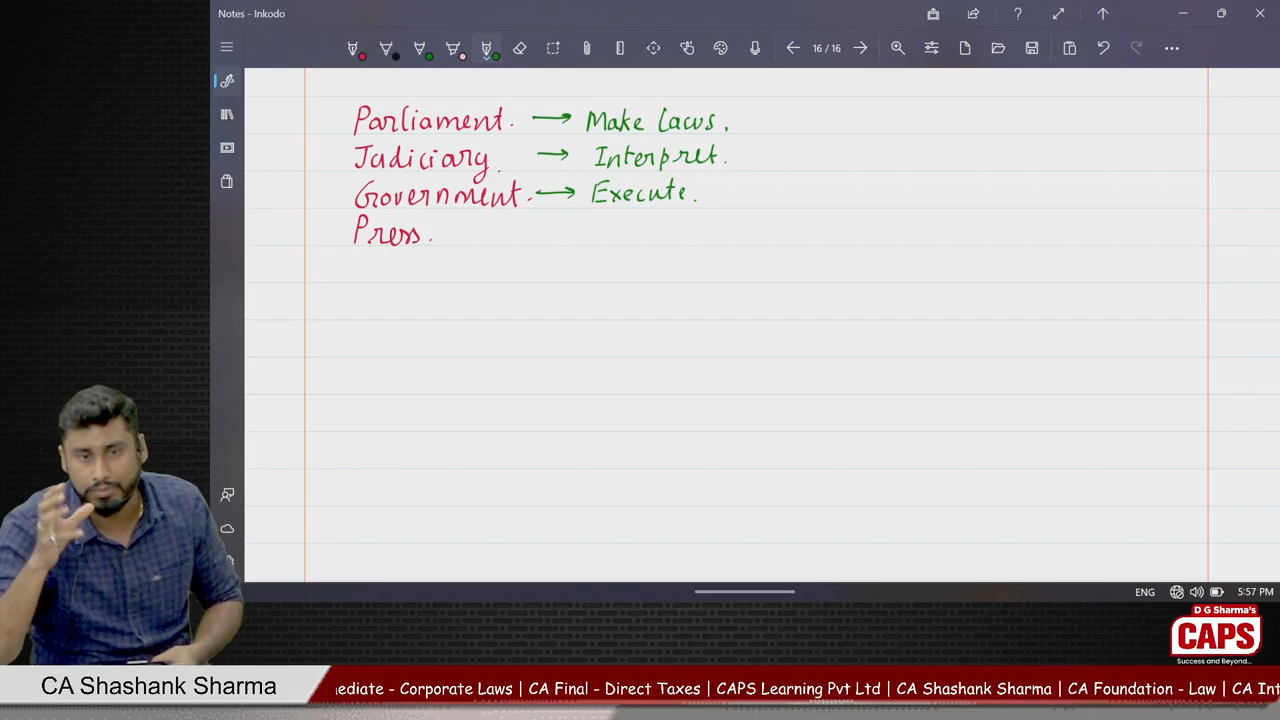 Notes - Inkodo
16/16
Parliament. → Make laws.
Judiciary. → Interpret.
Government. → Execute.
Press.
ENG 5:57 PM
D G Sharma's
CAPS
Success and Beyond...
CA Shashank Sharma
ediate - Corporate Laws | CA Final - Direct Taxes | CAPS Learning Pvt Ltd | CA Shashank Sharma | CA Foundation - Law | CA Int